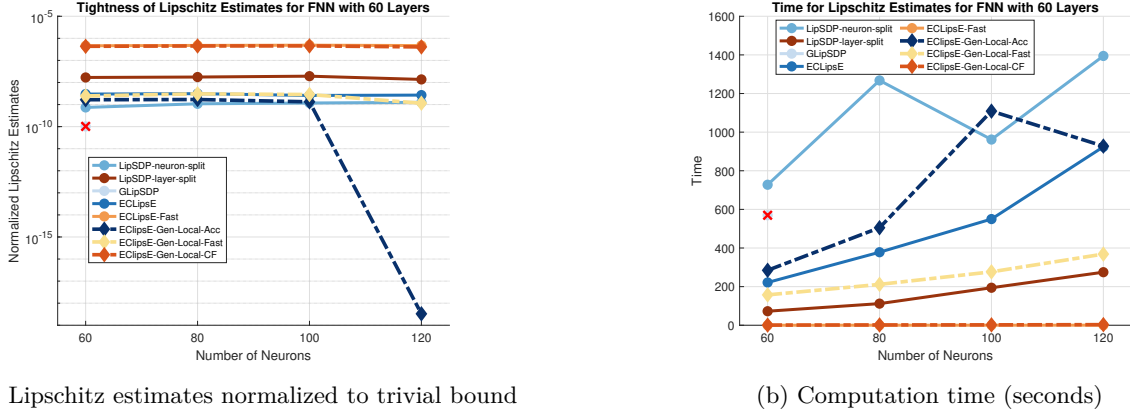 Tightness of Lipschitz Estimates for FNN with 60 Layers
10^-5
10^-10
10^-15
Normalized Lipschitz Estimates
LipSDP-neuron-split
LipSDP-layer-split
GLipSDP
ECLipsE
ECLipsE-Fast
EClipsE-Gen-Local-Acc
EClipsE-Gen-Local-Fast
EClipsE-Gen-Local-CF
60 80 100 120
Number of Neurons
Lipschitz estimates normalized to trivial bound
Time for Lipschitz Estimates for FNN with 60 Layers
1600
1400
1200
1000
800
600
400
200
0
Time
LipSDP-neuron-split
LipSDP-layer-split
GLipSDP
ECLipsE
ECLipsE-Fast
EClipsE-Gen-Local-Acc
EClipsE-Gen-Local-Fast
EClipsE-Gen-Local-CF
60 80 100 120
Number of Neurons
(b) Computation time (seconds)